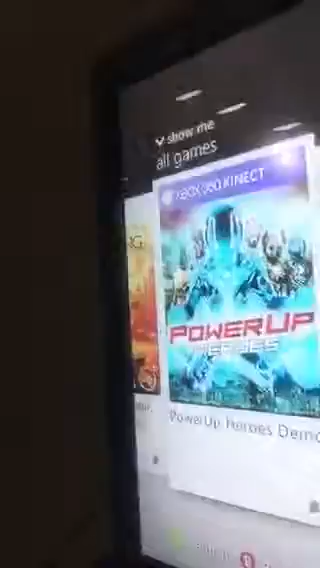 show me
all games
XBOX 360 KINECT
POWERUP
HEROES
PowerUp Heroes Demo